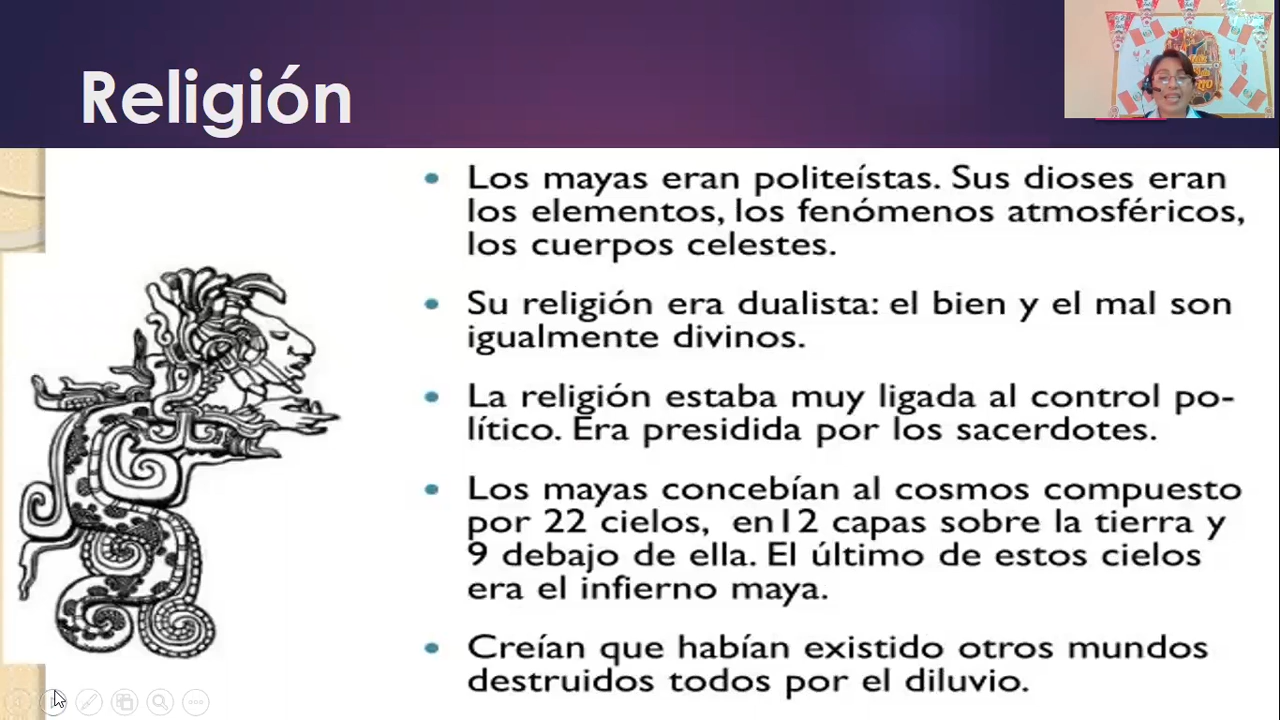 Religión
Los mayas eran politeístas. Sus dioses eran
los elementos, los fenómenos atmosféricos,
los cuerpos celestes.
Su religión era dualista: el bien y el mal son
igualmente divinos.
La religión estaba muy ligada al control po-
lítico. Era presidida por los sacerdotes.
Los mayas concebían al cosmos compuesto
por 22 cielos, en12 capas sobre la tierra y
9 debajo de ella. El último de estos cielos
era el infierno maya.
Creían que habían existido otros mundos
destruidos todos por el diluvio.